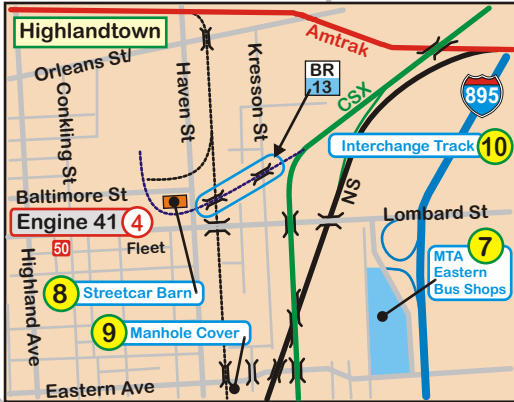 Highlandtown
Amtrak
Orleans St/
Conkling St
Haven St
Kresson St
BR
13
CSX
895
Interchange Track
10
NS
Baltimore St
Engine 41
4
Lombard St
50
Fleet
7
MTA
Eastern
Bus Shops
Highland Ave
8
Streetcar Barn
9
Manhole Cover
Eastern Ave